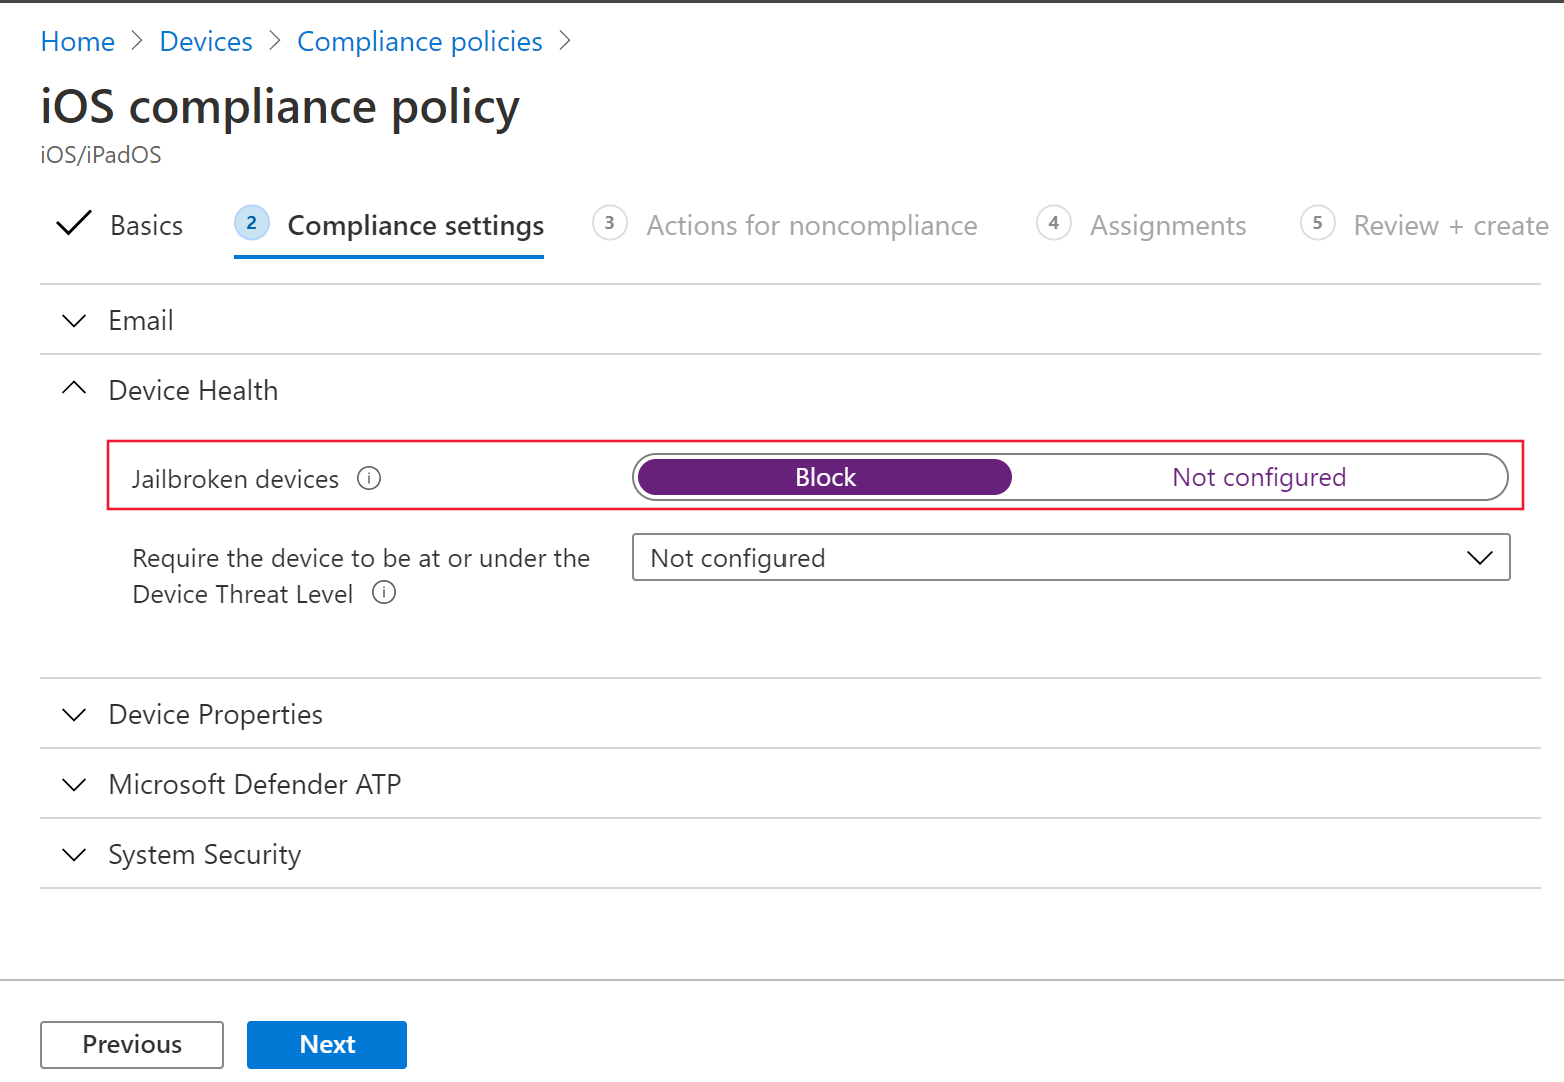 Home > Devices > Compliance policies >
iOS compliance policy
iOS/iPadOS
Basics 2 Compliance settings 3 Actions for noncompliance 4 Assignments 5 Review + create
Email
Device Health
Jailbroken devices Block Not configured
Require the device to be at or under the
Device Threat Level
Not configured
Device Properties
Microsoft Defender ATP
System Security
Previous Next